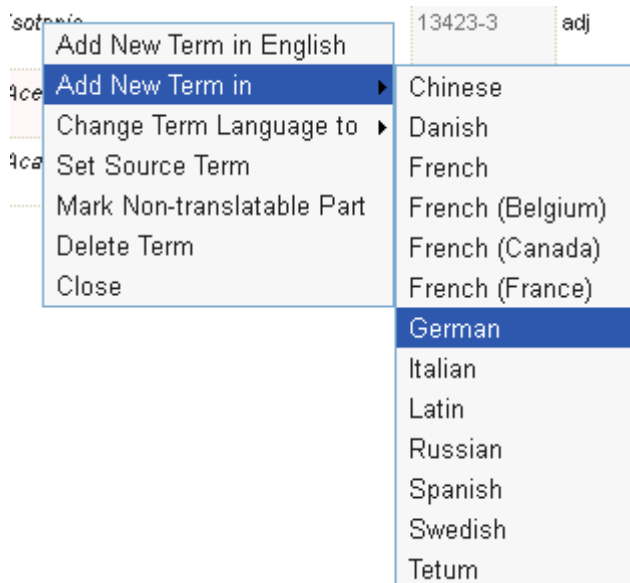 13423-3 adj
Add New Term in English
Add New Term in
Change Term Language to
Set Source Term
Mark Non-translatable Part
Delete Term
Close
Chinese
Danish
French
French (Belgium)
French (Canada)
French (France)
German
Italian
Latin
Russian
Spanish
Swedish
Tetum